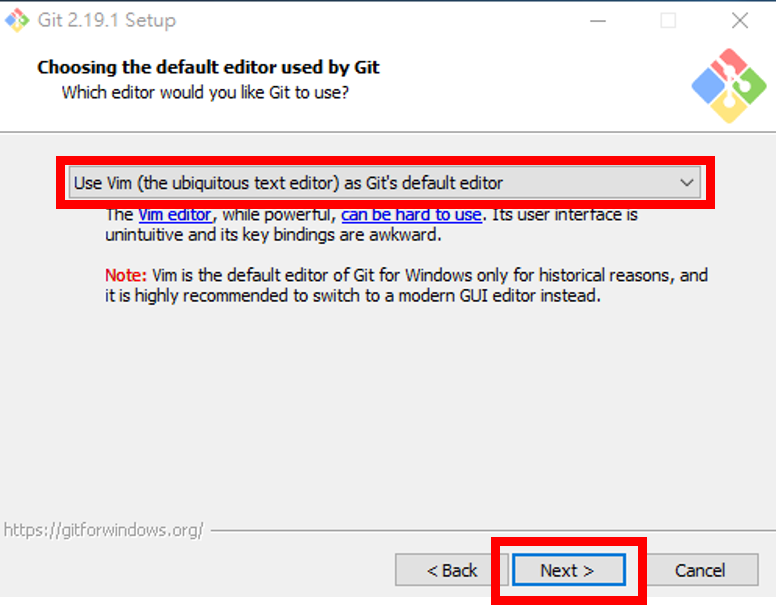 Git 2.19.1 Setup
Choosing the default editor used by Git
Which editor would you like Git to use?
Use Vim (the ubiquitous text editor) as Git's default editor
The Vim editor, while powerful, can be hard to use. Its user interface is
unintuitive and its key bindings are awkward.
Note: Vim is the default editor of Git for Windows only for historical reasons, and
it is highly recommended to switch to a modern GUI editor instead.
https://gitforwindows.org/
< Back
Next >
Cancel